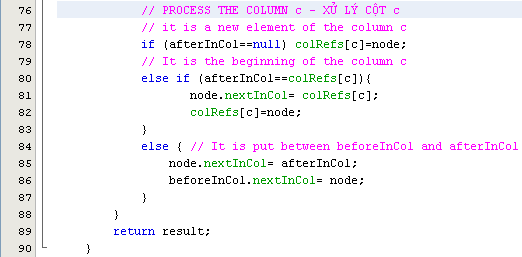 76 // PROCESS THE COLUMN c - XỬ LÝ CỘT c
77 // it is a new element of the column c
78 if (afterInCol==null) colRefs[c]=node;
79 // It is the beginning of the column c
80 else if (afterInCol==colRefs[c]){
81 node.nextInCol= colRefs[c];
82 colRefs[c]=node;
83 }
84 else { // It is put between beforeInCol and afterInCol
85 node.nextInCol= afterInCol;
86 beforeInCol.nextInCol= node;
87 }
88 }
89 return result;
90 }